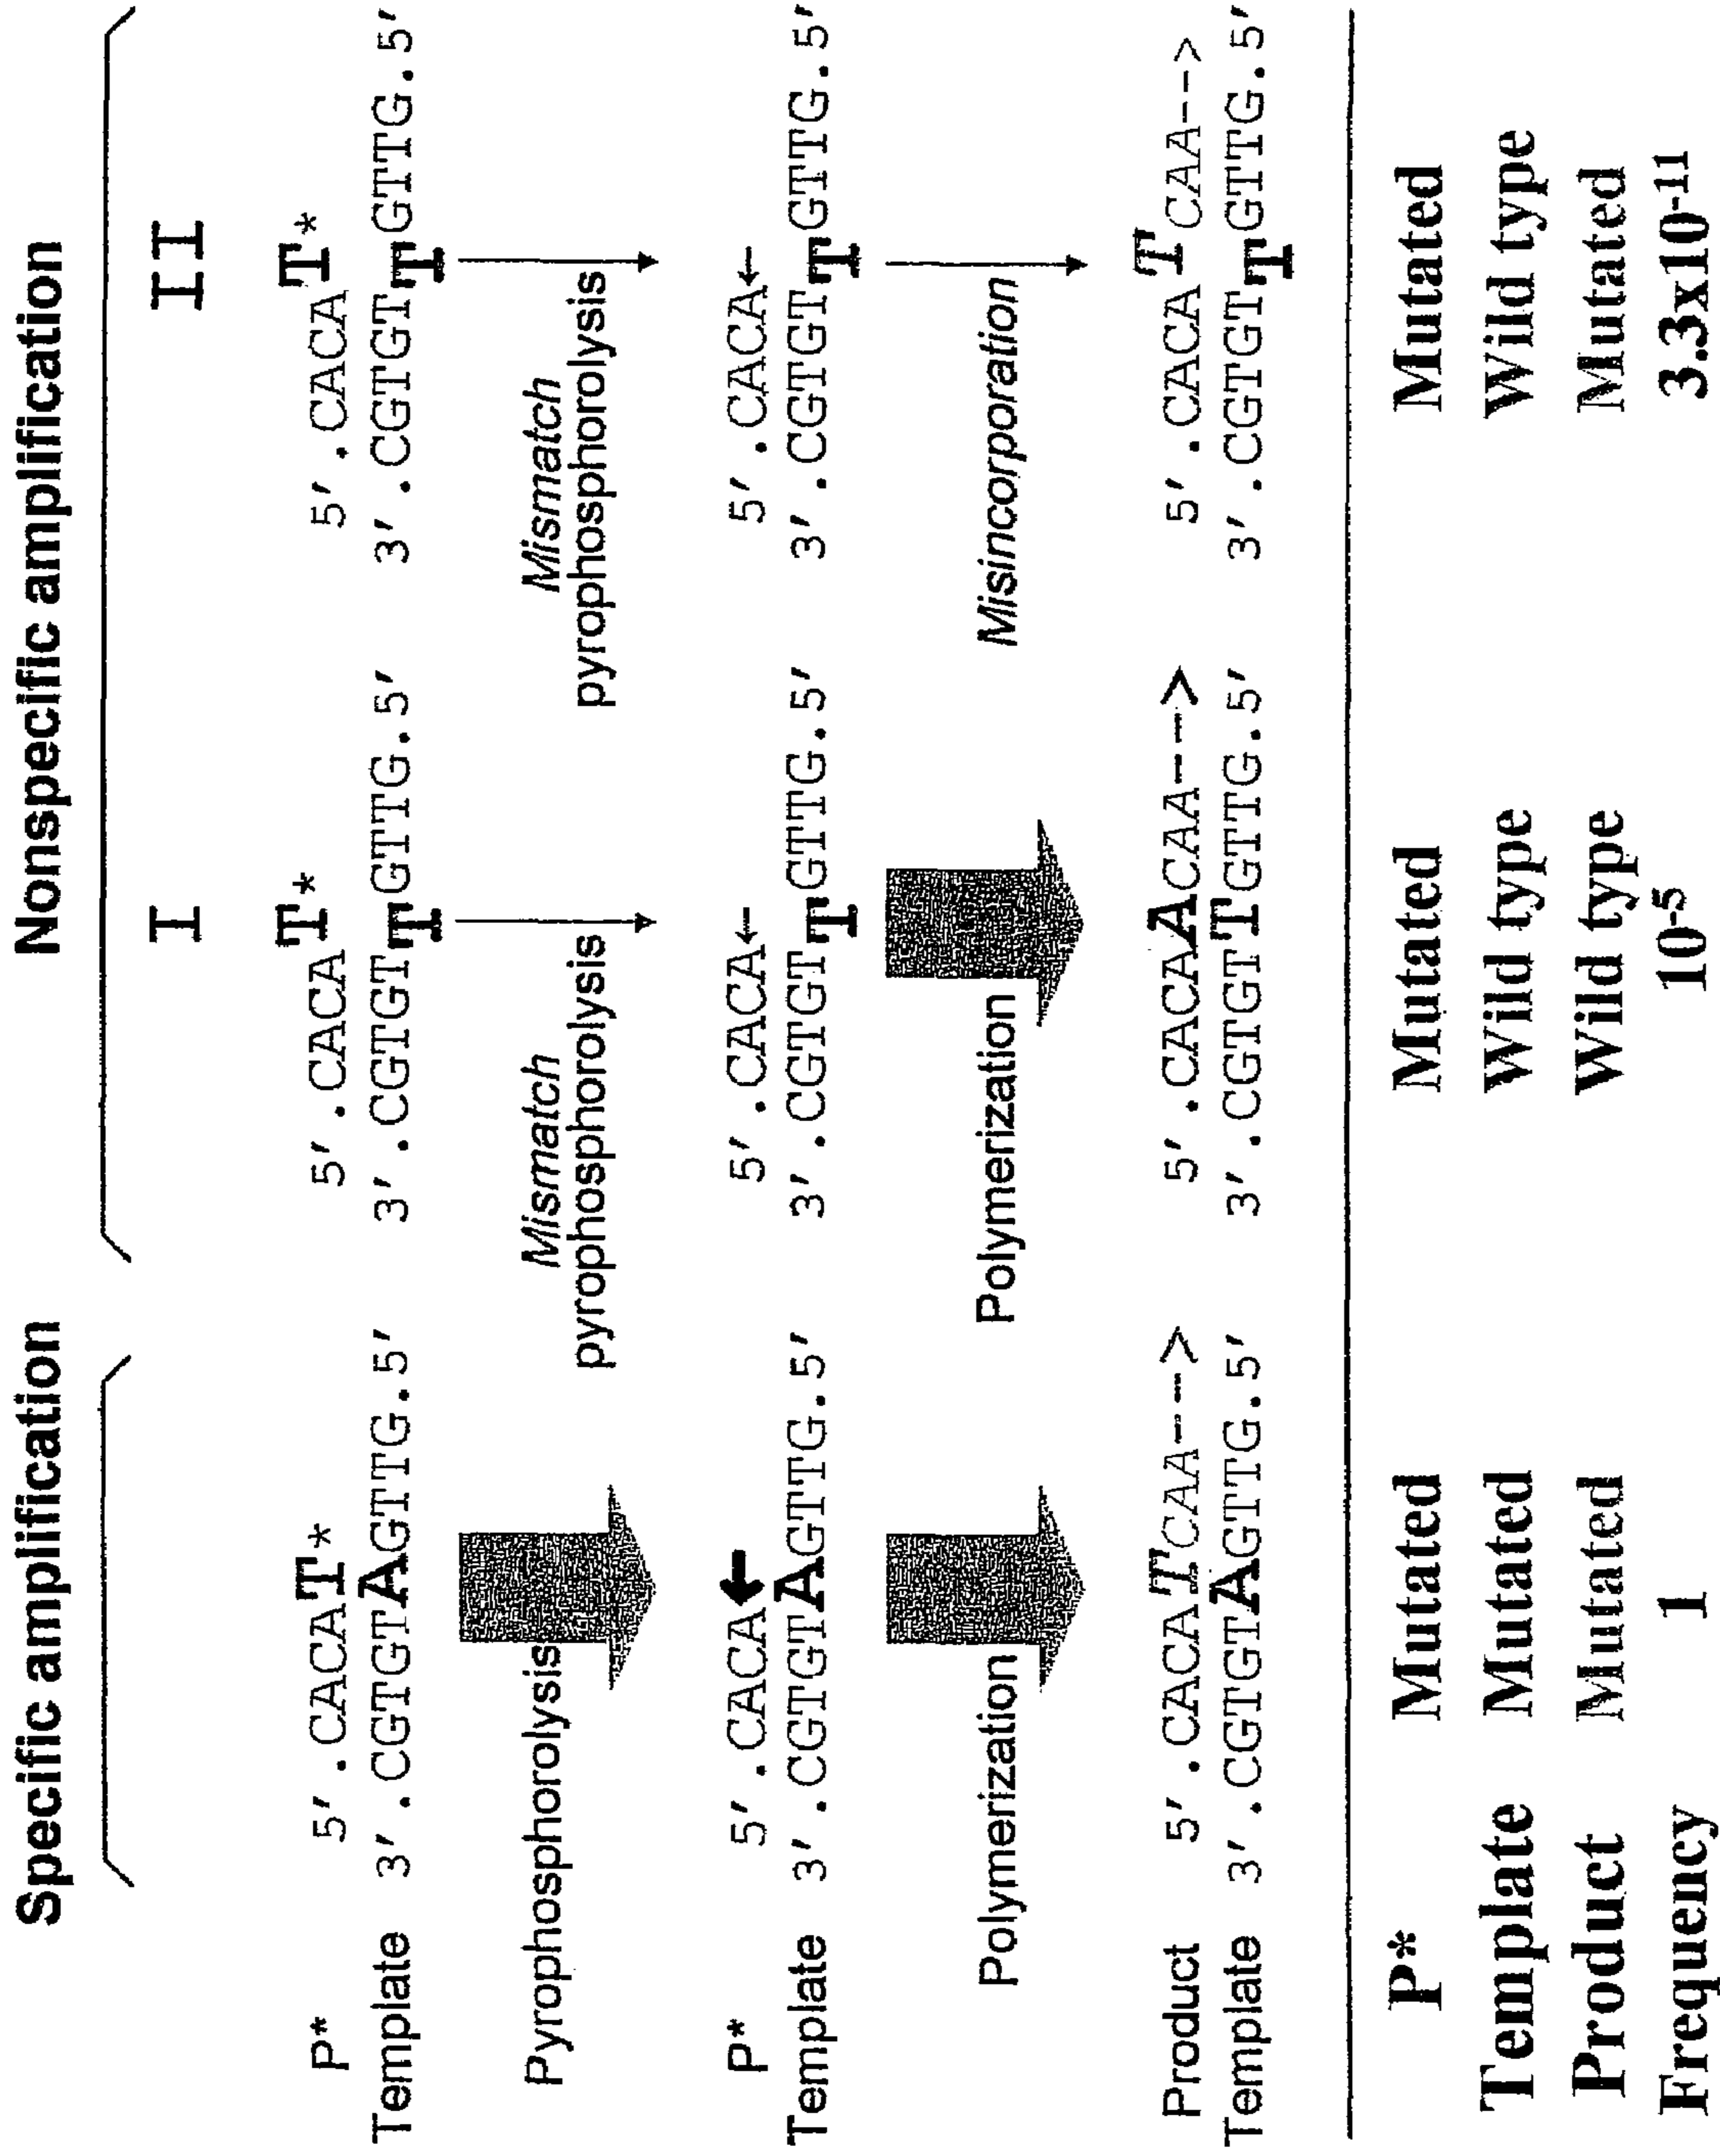 Specific amplification Nonspecific amplification
I II
P* 5'.CACAT* 5'.CACAT* 5'.CACAT*
Template 3'.CGTGTAGTTG.5' 3'.CGTGTTGTTG.5' 3'.CGTGTTGTTG.5'
Pyrophosphorolysis Mismatch pyrophosphorolysis Mismatch pyrophosphorolysis
P* 5'.CACA← 5'.CACA← 5'.CACA←
Template 3'.CGTGTAGTTG.5' 3'.CGTGTTGTTG.5' 3'.CGTGTTGTTG.5'
Polymerization Polymerization Misincorporation
Product 5'.CACATCAA--> 5'.CACAACAA--> 5'.CACATCAA-->
Template 3'.CGTGTAGTTG.5' 3'.CGTGTTGTTG.5' 3'.CGTGTTGTTG.5'
P* Mutated Mutated Mutated
Template Mutated Wild type Wild type
Product Mutated Wild type Mutated
Frequency 1 10⁻⁵ 3.3x10⁻¹¹